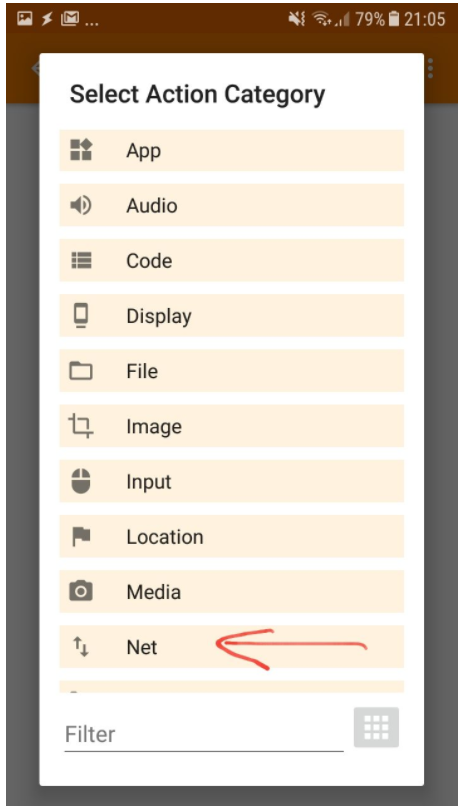 ... 79% 21:05
Select Action Category
App
Audio
Code
Display
File
Image
Input
Location
Media
Net
Filter